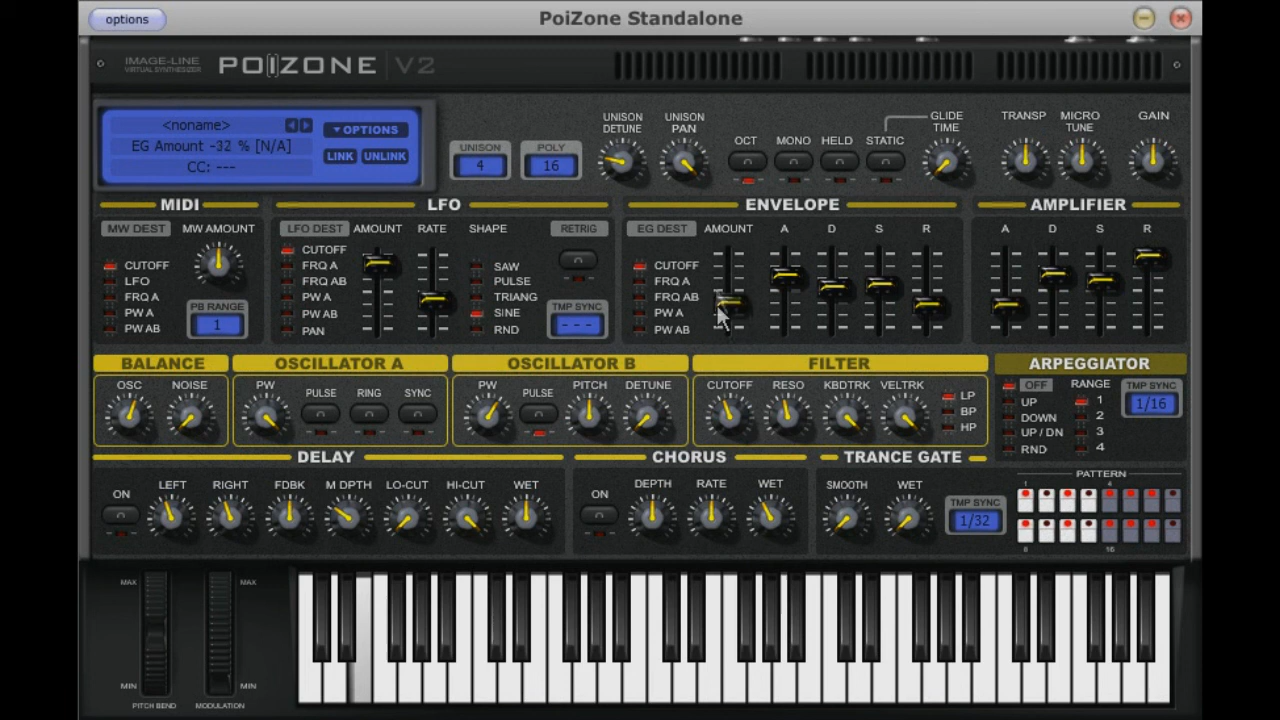 options
PoiZone Standalone
IMAGE-LINE
VIRTUAL SYNTHESIZER
POIZONE V2
<noname>
EG Amount -32 % [N/A]
CC: ---
OPTIONS
LINK UNLINK
UNISON
4
POLY
16
UNISON
DETUNE
UNISON
PAN
OCT MONO HELD STATIC
GLIDE
TIME
TRANSP
MICRO
TUNE
GAIN
MIDI
MW DEST MW AMOUNT
CUTOFF
LFO
FRQ A
PW A
PW AB
PB RANGE
1
LFO
LFO DEST AMOUNT RATE SHAPE RETRIG
CUTOFF
FRQ A
FRQ AB
PW A
PW AB
PAN
SAW
PULSE
TRIANG
SINE
RND
TMP SYNC
---
ENVELOPE
EG DEST AMOUNT A D S R
CUTOFF
FRQ A
FRQ AB
PW A
PW AB
AMPLIFIER
A D S R
BALANCE
OSC NOISE
OSCILLATOR A
PW PULSE RING SYNC
OSCILLATOR B
PW PULSE PITCH DETUNE
FILTER
CUTOFF RESO KBDTRK VELTRK
LP
BP
HP
ARPEGGIATOR
OFF
UP
DOWN
UP / DN
RND
RANGE
1
2
3
4
TMP SYNC
1/16
DELAY
ON LEFT RIGHT FDBK M DPTH LO-CUT HI-CUT WET
CHORUS
ON DEPTH RATE WET
TRANCE GATE
SMOOTH WET
TMP SYNC
1/32
PATTERN
1 4
8 16
MAX MAX
MIN MIN
PITCH BEND MODULATION